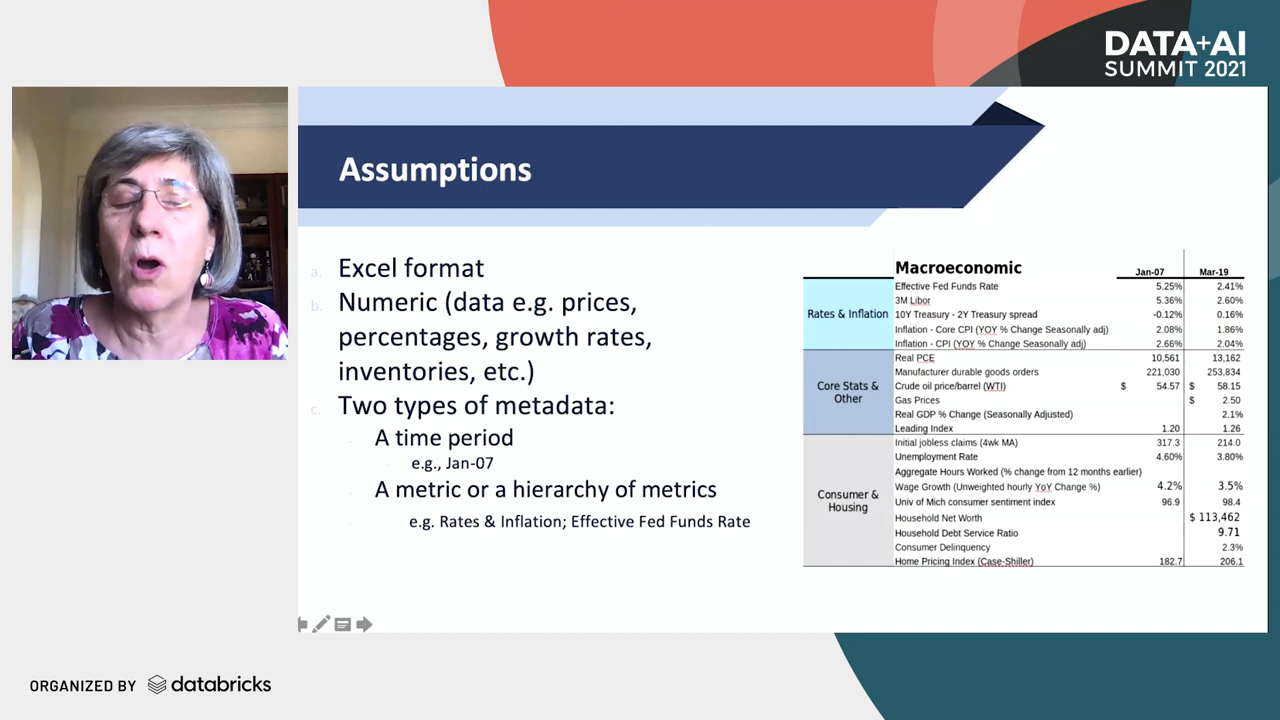 DATA+AI
SUMMIT 2021
Assumptions
a. Excel format
b. Numeric (data e.g. prices,
percentages, growth rates,
inventories, etc.)
c. Two types of metadata:
- A time period
- e.g., Jan-07
- A metric or a hierarchy of metrics
- e.g. Rates & Inflation; Effective Fed Funds Rate
Macroeconomic Jan-07 Mar-19
Rates & Inflation
Effective Fed Funds Rate 5.25% 2.41%
3M Libor 5.36% 2.60%
10Y Treasury - 2Y Treasury spread -0.12% 0.16%
Inflation - Core CPI (YOY % Change Seasonally adj) 2.08% 1.86%
Inflation - CPI (YOY % Change Seasonally adj) 2.66% 2.04%
Core Stats &
Other
Real PCE 10,561 13,162
Manufacturer durable goods orders 221,030 253,834
Crude oil price/barrel (WTI) $ 54.57 $ 58.15
Gas Prices $ 2.50
Real GDP % Change (Seasonally Adjusted) 2.1%
Leading Index 1.20 1.26
Consumer &
Housing
Initial jobless claims (4wk MA) 317.3 214.0
Unemployment Rate 4.60% 3.80%
Aggregate Hours Worked (% change from 12 months earlier)
Wage Growth (Unweighted hourly YoY Change %) 4.2% 3.5%
Univ of Mich consumer sentiment index 96.9 98.4
Household Net Worth $ 113,462
Household Debt Service Ratio 9.71
Consumer Delinquency 2.3%
Home Pricing Index (Case-Shiller) 182.7 206.1
ORGANIZED BY databricks